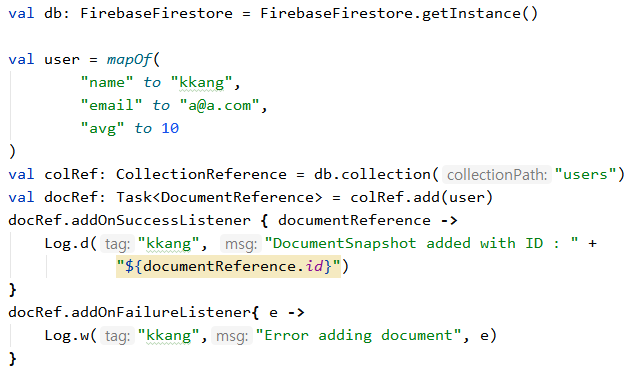 val db: FirebaseFirestore = FirebaseFirestore.getInstance()
val user = mapOf(
"name" to "kkang",
"email" to "a@a.com",
"avg" to 10
)
val colRef: CollectionReference = db.collection( collectionPath: "users")
val docRef: Task<DocumentReference> = colRef.add(user)
docRef.addOnSuccessListener { documentReference ->
Log.d( tag: "kkang", msg: "DocumentSnapshot added with ID : " +
"${documentReference.id}")
}
docRef.addOnFailureListener{ e ->
Log.w( tag: "kkang", msg: "Error adding document", e)
}